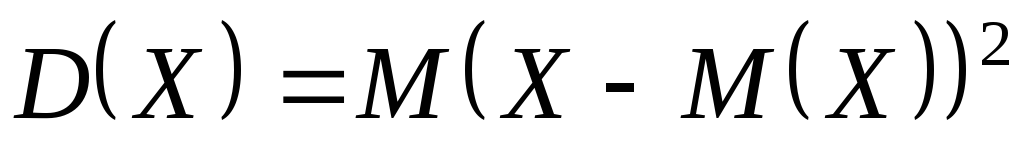 D(X) = M(X - M(X))²